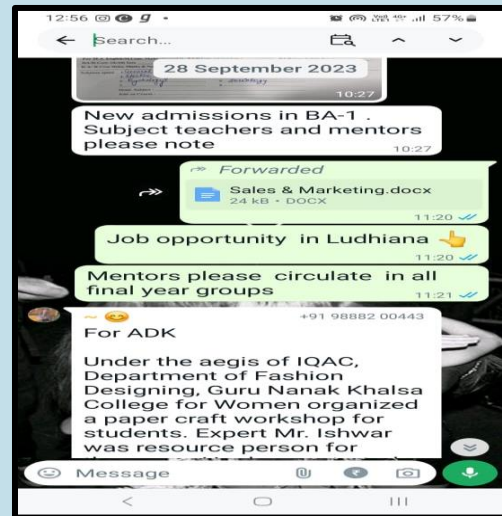 12:56
57%
Search...
28 September 2023
10:27
New admissions in BA-1 .
Subject teachers and mentors
please note
10:27
Forwarded
Sales & Marketing.docx
24 kB • DOCX
11:20
Job opportunity in Ludhiana 👆
11:20
Mentors please circulate in all
final year groups
11:21
~ 😊 +91 98882 00443
For ADK
Under the aegis of IQAC,
Department of Fashion
Designing, Guru Nanak Khalsa
College for Women organized
a paper craft workshop for
students. Expert Mr. Ishwar
was resource person for
Message